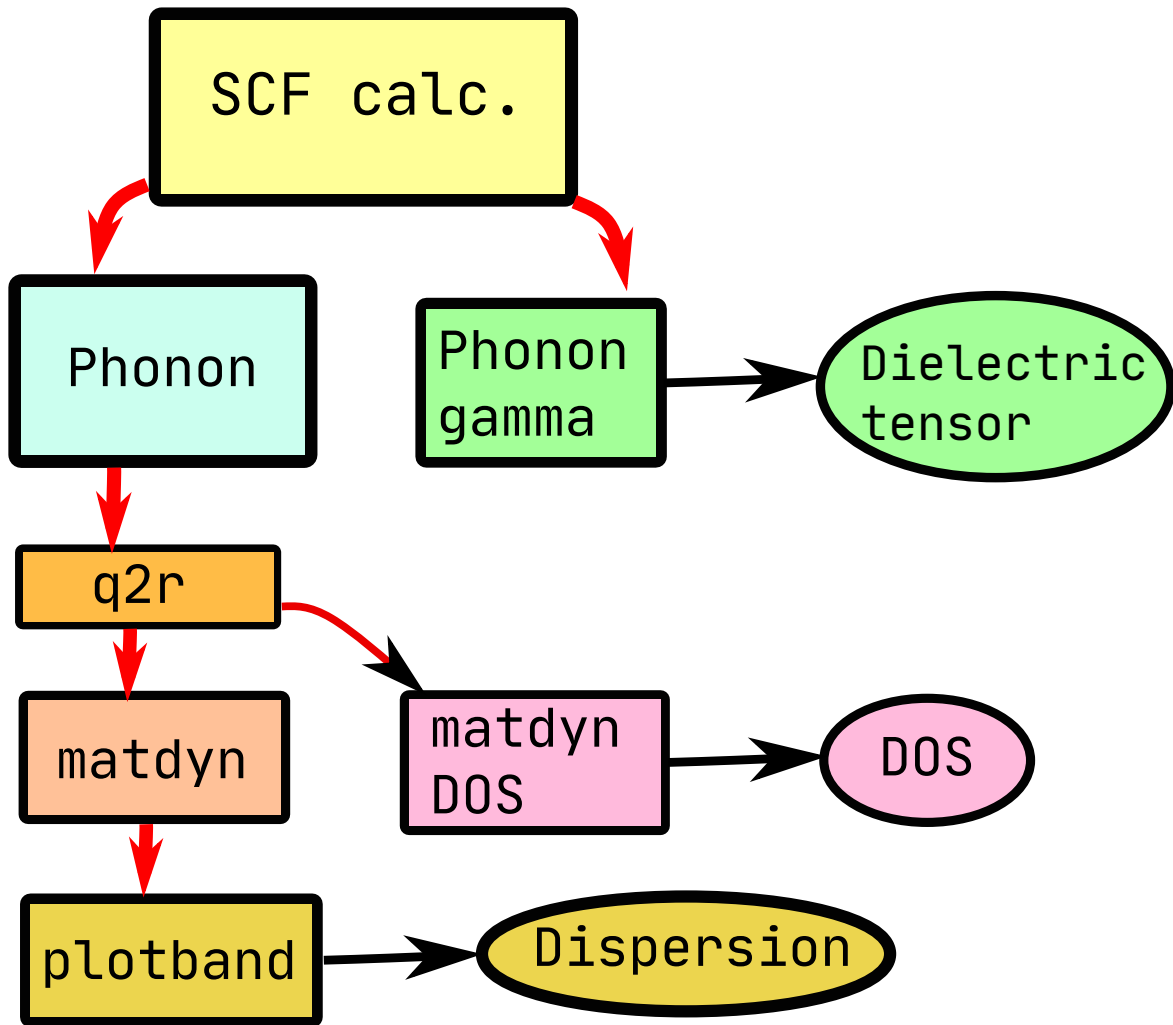 SCF calc.
Phonon
Phonon
gamma
Dielectric
tensor
q2r
matdyn
matdyn
DOS
DOS
plotband
Dispersion